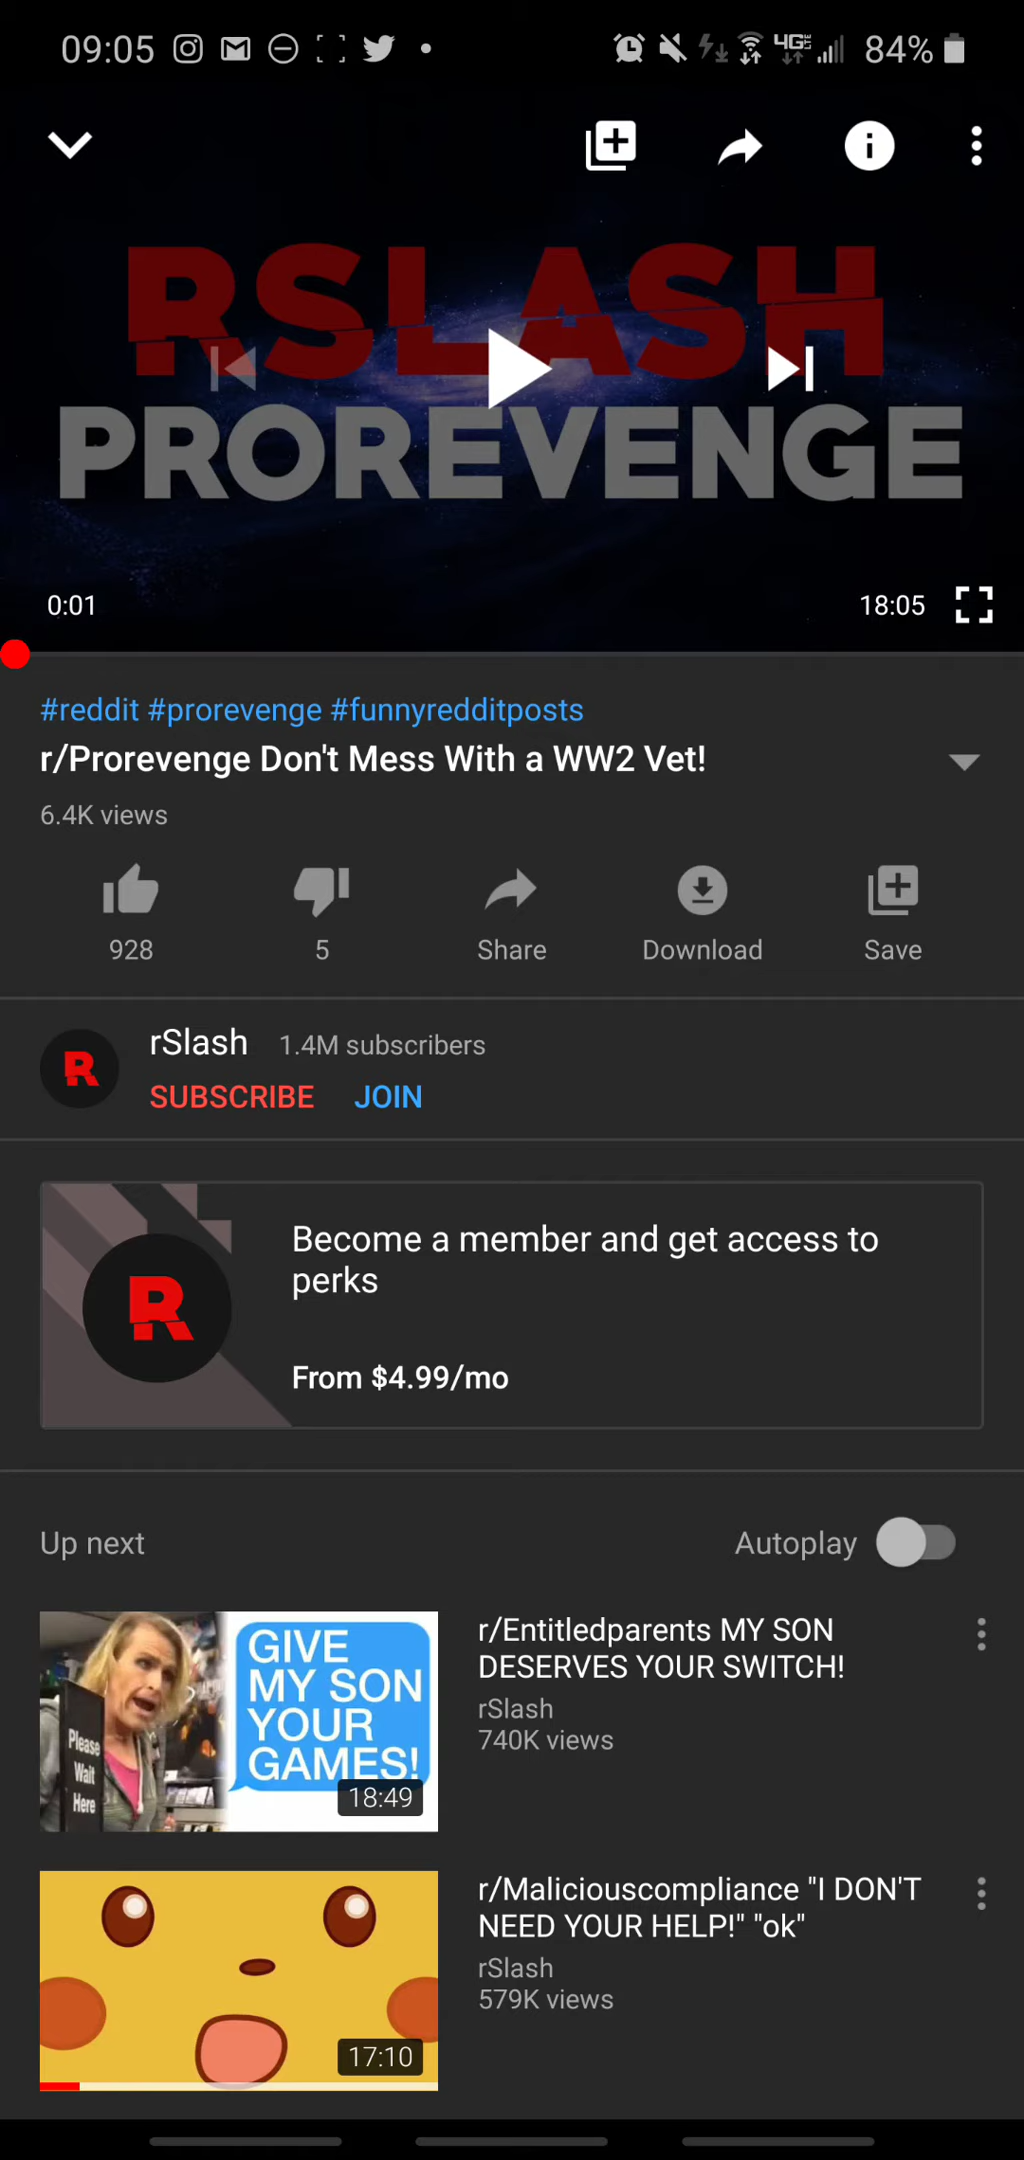 09:05
4G LTE
84%
RSLASH
PROREVENGE
0:01
18:05
#reddit #prorevenge #funnyredditposts
r/Prorevenge Don't Mess With a WW2 Vet!
6.4K views
928
5
Share
Download
Save
R
rSlash
1.4M subscribers
SUBSCRIBE
JOIN
R
Become a member and get access to
perks
From $4.99/mo
Up next
Autoplay
Please
Wait
Here
GIVE
MY SON
YOUR
GAMES!
18:49
r/Entitledparents MY SON
DESERVES YOUR SWITCH!
rSlash
740K views
17:10
r/Maliciouscompliance "I DON'T
NEED YOUR HELP!" "ok"
rSlash
579K views